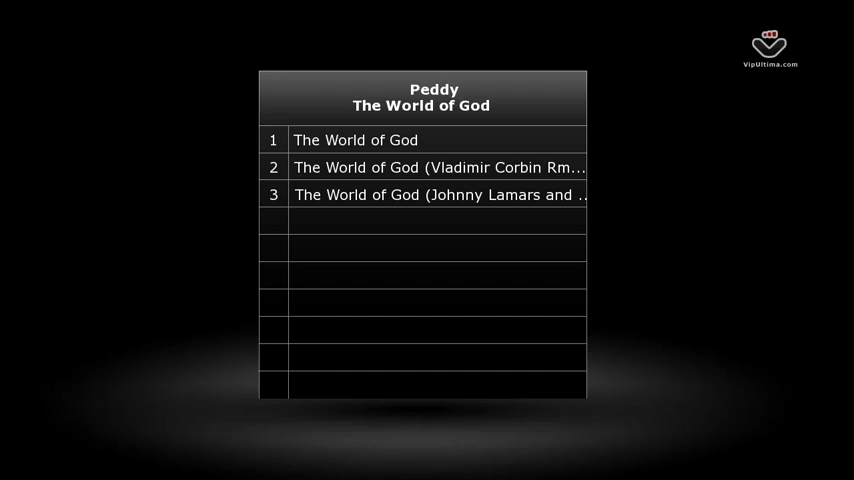 VipUltima.com
Peddy
The World of God
1 The World of God
2 The World of God (Vladimir Corbin Rm...
3 The World of God (Johnny Lamars and ..